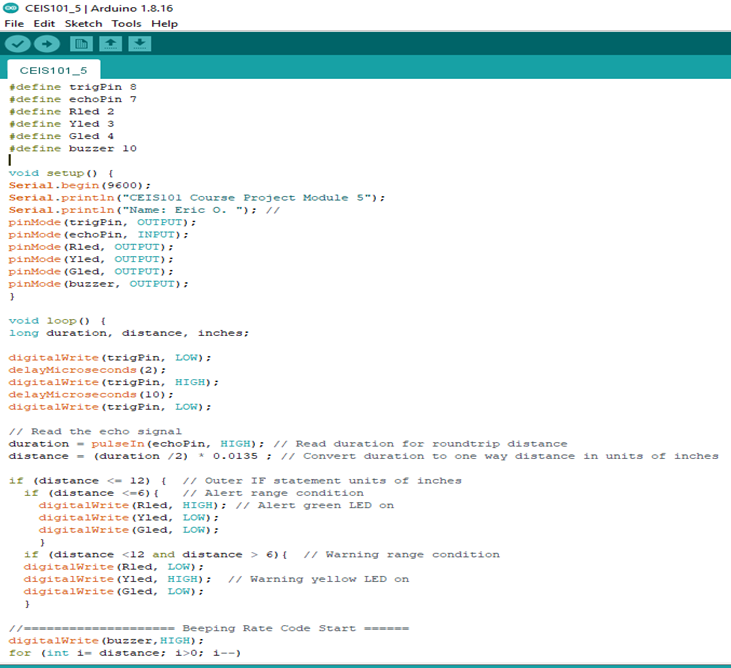 CEIS101_5 | Arduino 1.8.16
File Edit Sketch Tools Help
CEIS101_5
#define trigPin 8
#define echoPin 7
#define Rled 2
#define Yled 3
#define Gled 4
#define buzzer 10
void setup() {
Serial.begin(9600);
Serial.println("CEIS101 Course Project Module 5");
Serial.println("Name: Eric O. "); //
pinMode(trigPin, OUTPUT);
pinMode(echoPin, INPUT);
pinMode(Rled, OUTPUT);
pinMode(Yled, OUTPUT);
pinMode(Gled, OUTPUT);
pinMode(buzzer, OUTPUT);
}
void loop() {
long duration, distance, inches;
digitalWrite(trigPin, LOW);
delayMicroseconds(2);
digitalWrite(trigPin, HIGH);
delayMicroseconds(10);
digitalWrite(trigPin, LOW);
// Read the echo signal
duration = pulseIn(echoPin, HIGH); // Read duration for roundtrip distance
distance = (duration /2) * 0.0135 ; // Convert duration to one way distance in units of inches
if (distance <= 12) { // Outer IF statement units of inches
if (distance <=6){ // Alert range condition
digitalWrite(Rled, HIGH); // Alert green LED on
digitalWrite(Yled, LOW);
digitalWrite(Gled, LOW);
}
if (distance <12 and distance > 6){ // Warning range condition
digitalWrite(Rled, LOW);
digitalWrite(Yled, HIGH); // Warning yellow LED on
digitalWrite(Gled, LOW);
}
//==================== Beeping Rate Code Start ======
digitalWrite(buzzer,HIGH);
for (int i= distance; i>0; i--)